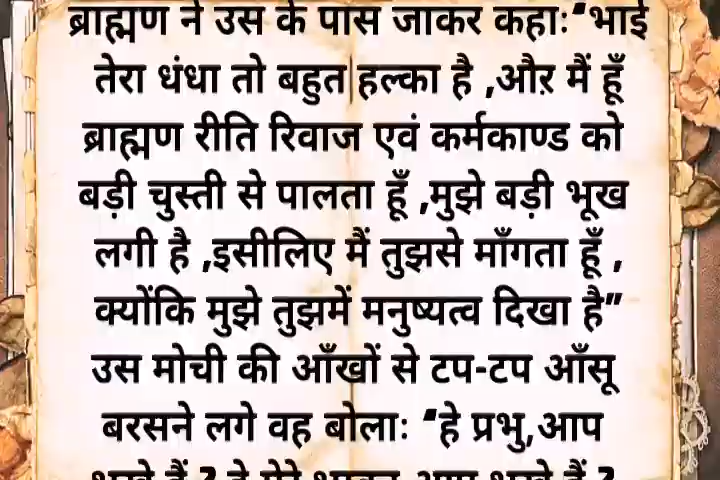 ब्राह्मण ने उस के पास जाकर कहाः“भाई
तेरा धंधा तो बहुत हल्का है ,औऱ मैं हूँ
ब्राह्मण रीति रिवाज एवं कर्मकाण्ड को
बड़ी चुस्ती से पालता हूँ ,मुझे बड़ी भूख
लगी है ,इसीलिए मैं तुझसे माँगता हूँ ,
क्योंकि मुझे तुझमें मनुष्यत्व दिखा है”
उस मोची की आँखों से टप-टप आँसू
बरसने लगे वह बोलाः “हे प्रभु,आप